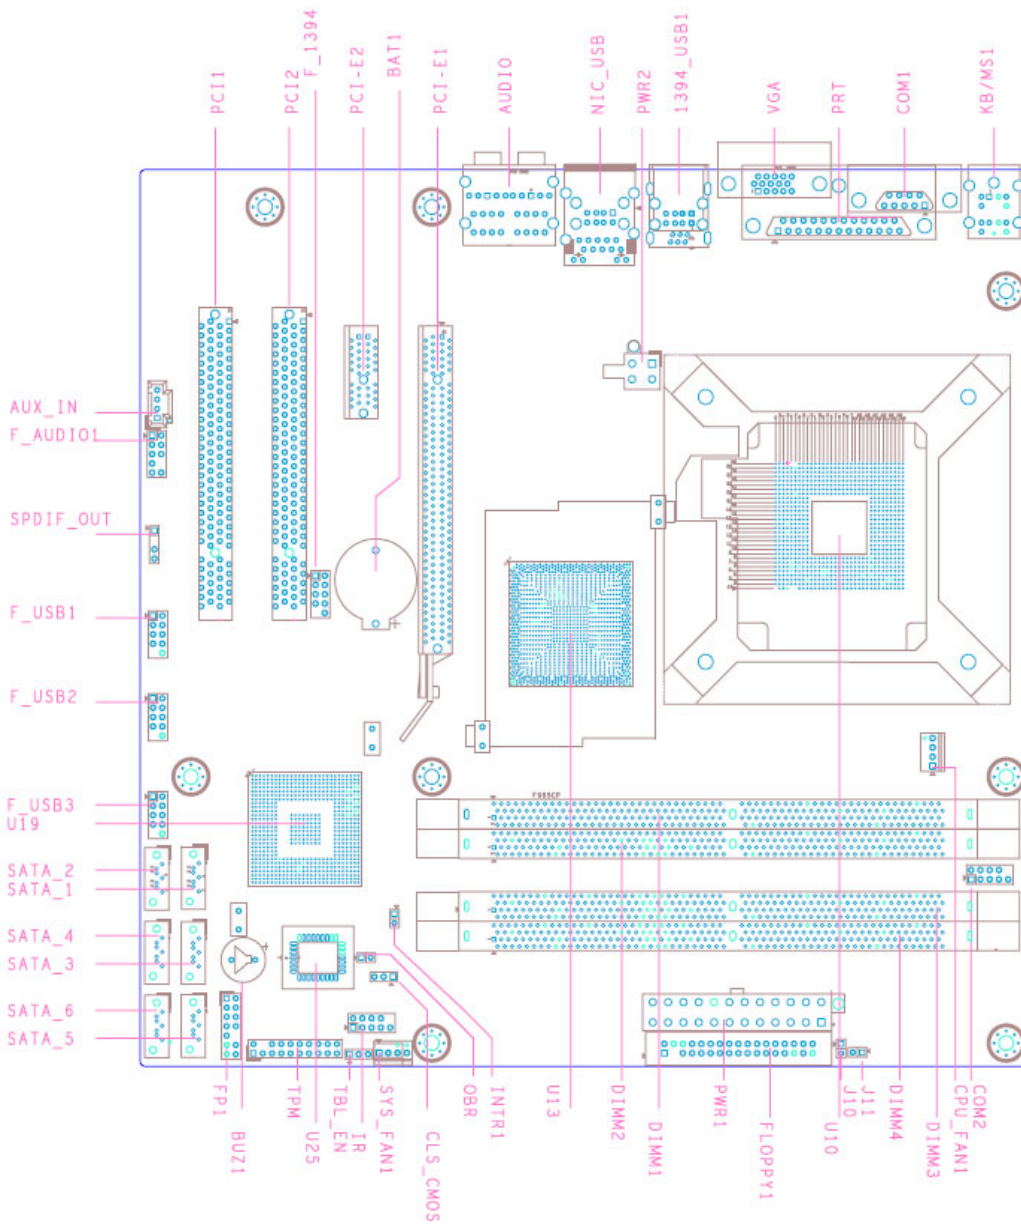 PCI1
PCI2
F_1394
PCI-E2
BAT1
PCI-E1
AUDIO
NIC_USB
PWR2
1394_USB1
VGA
PRT
COM1
KB/MS1
AUX_IN
F_AUDIO1
SPDIF_OUT
F_USB1
F_USB2
F_USB3
U19
SATA_2
SATA_1
SATA_4
SATA_3
SATA_6
SATA_5
FP1
BUZ1
TPM
U25
TBL_EN
IR
SYS_FAN1
CLS_CMOS
OBR
INTR1
U13
DIMM2
DIMM1
PWR1
FLOPPY1
U10
J10
J11
DIMM4
DIMM3
CPU_FAN1
COM2